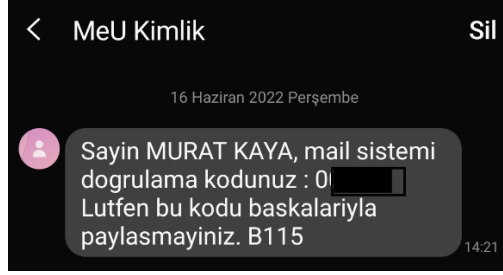 MeU Kimlik
Sil
16 Haziran 2022 Perşembe
Sayin MURAT KAYA, mail sistemi
dogrulama kodunuz : 0
Lutfen bu kodu baskalariyla
paylasmayiniz. B115
14:21